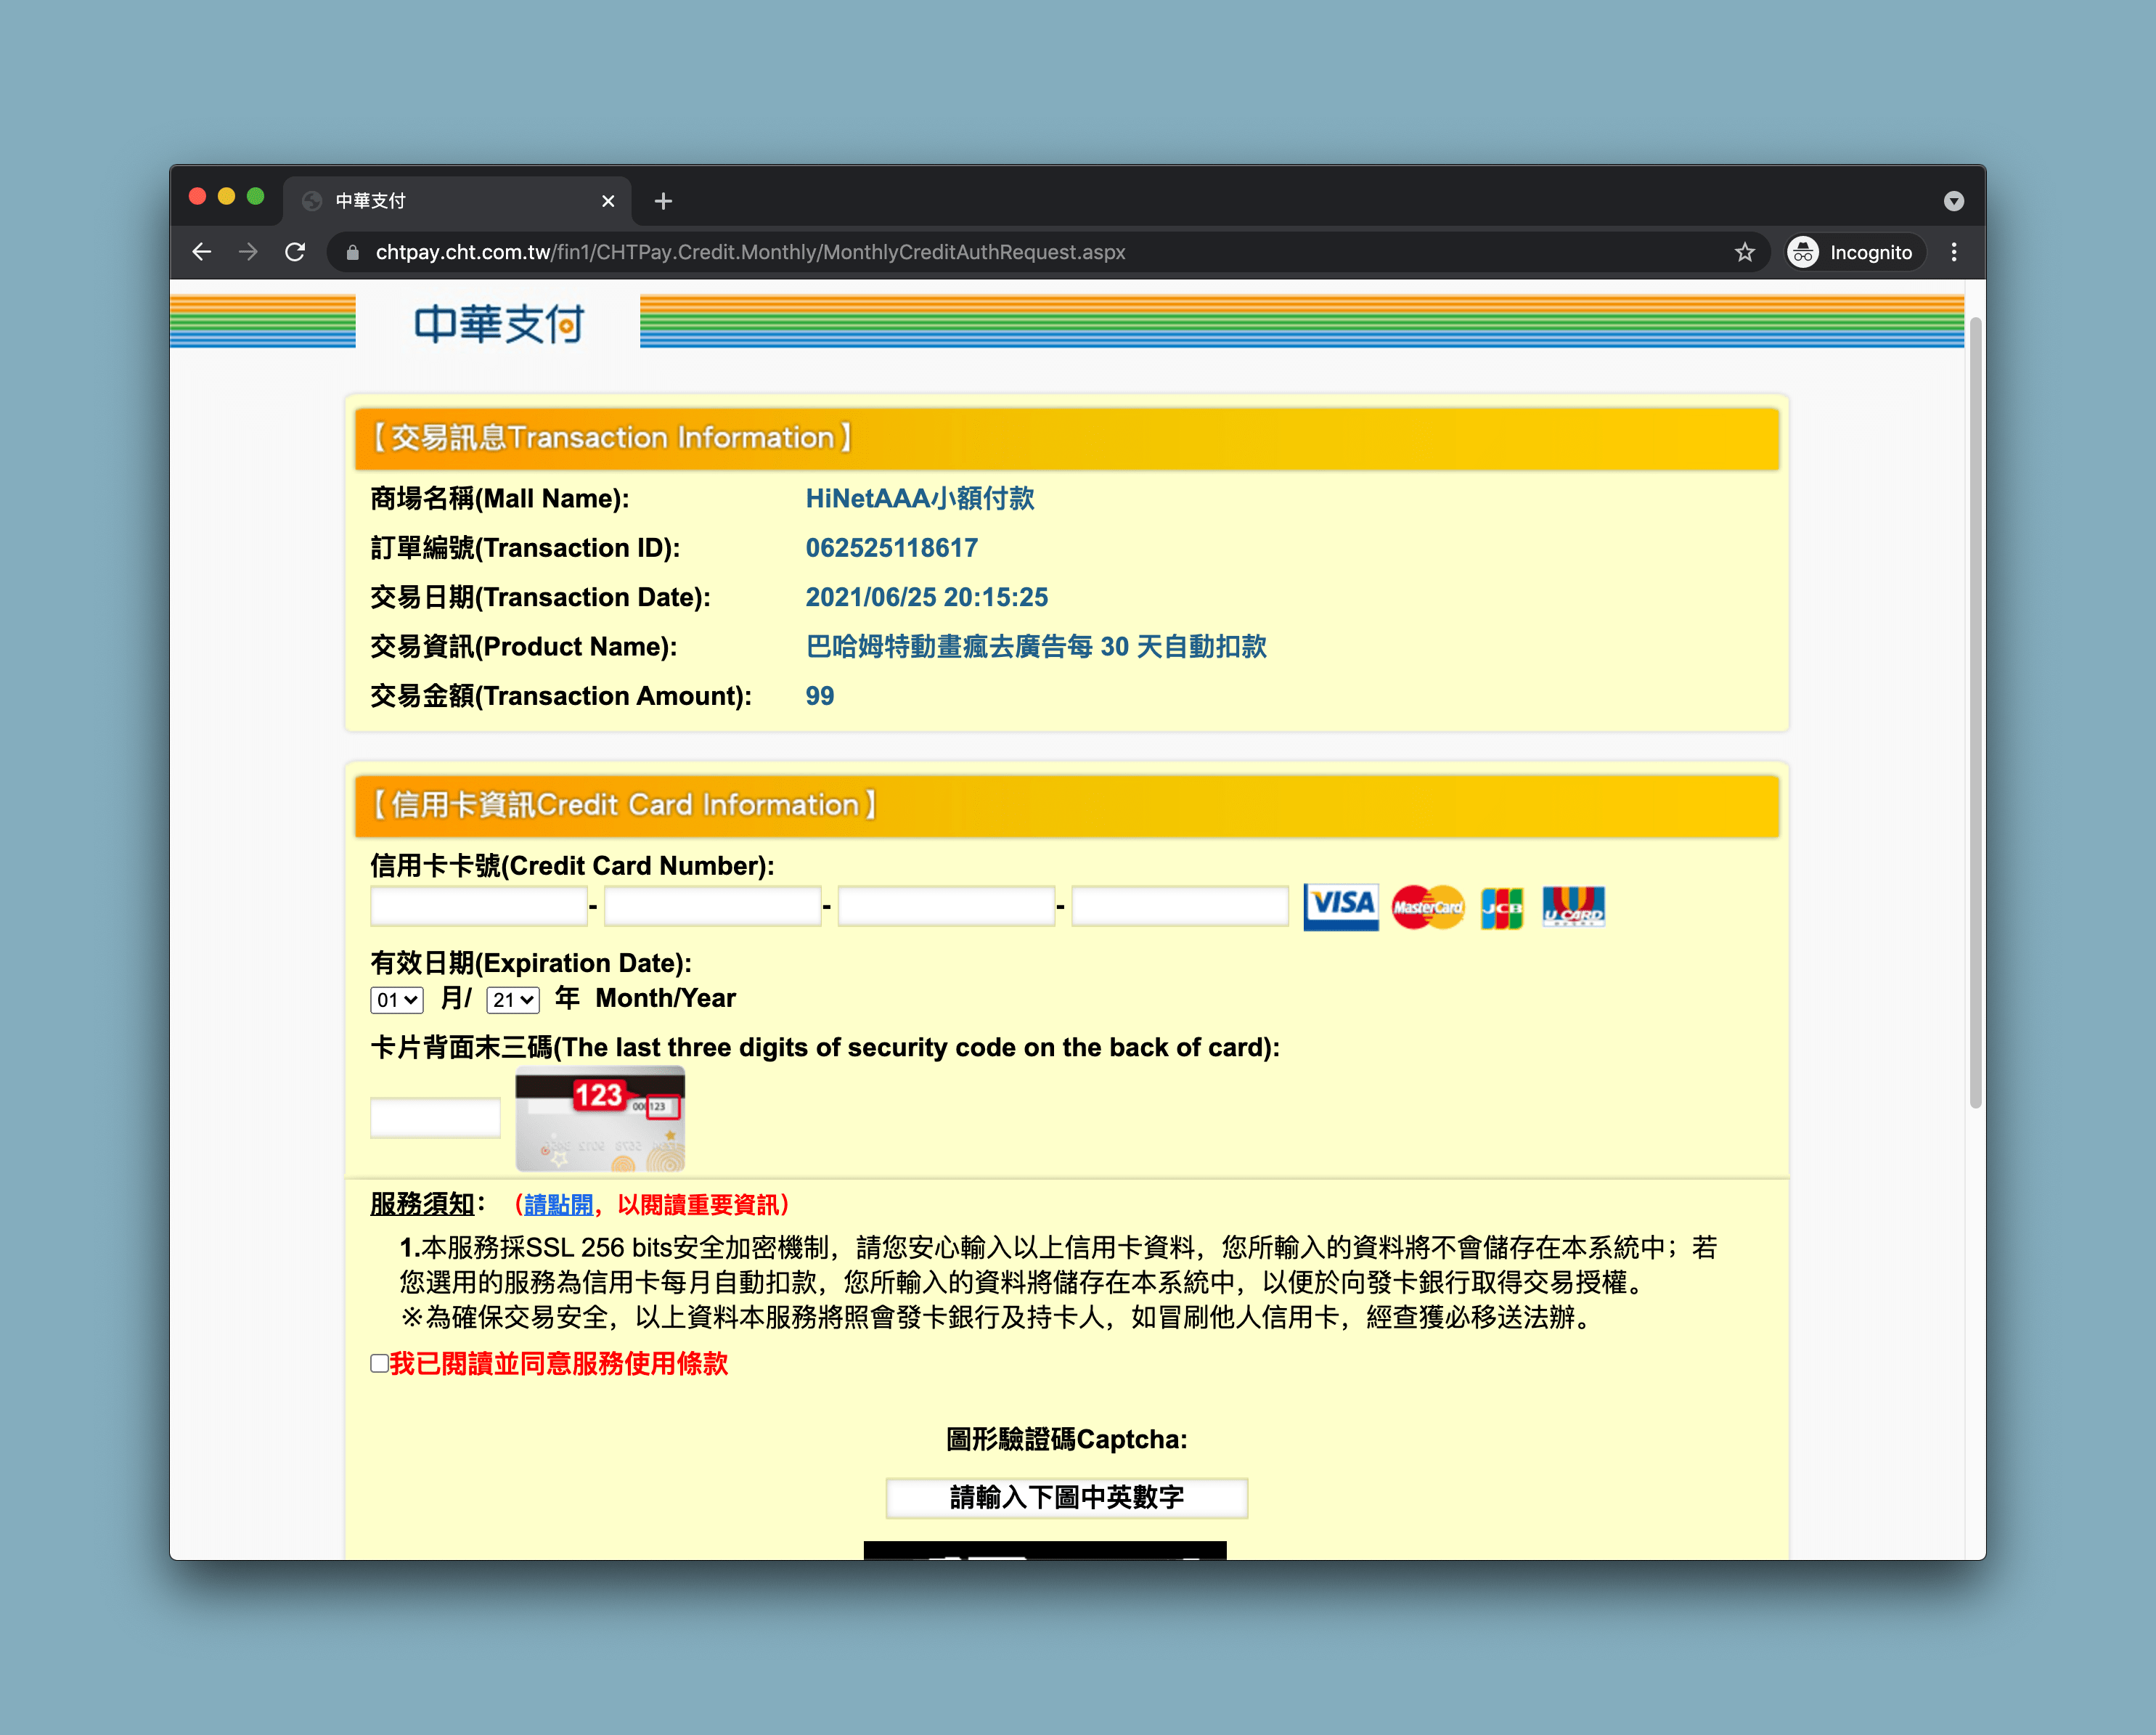 中華支付
chtpay.cht.com.tw/fin1/CHTPay.Credit.Monthly/MonthlyCreditAuthRequest.aspx
Incognito
中華支付
【交易訊息Transaction Information】
商場名稱(Mall Name): HiNetAAA小額付款
訂單編號(Transaction ID): 062525118617
交易日期(Transaction Date): 2021/06/25 20:15:25
交易資訊(Product Name): 巴哈姆特動畫瘋去廣告每 30 天自動扣款
交易金額(Transaction Amount): 99
【信用卡資訊Credit Card Information】
信用卡卡號(Credit Card Number):
- - - VISA MasterCard JCB U CARD
有效日期(Expiration Date):
01 月/ 21 年 Month/Year
卡片背面末三碼(The last three digits of security code on the back of card):
123
000123
服務須知：（請點開，以閱讀重要資訊）
1.本服務採SSL 256 bits安全加密機制，請您安心輸入以上信用卡資料，您所輸入的資料將不會儲存在本系統中；若
您選用的服務為信用卡每月自動扣款，您所輸入的資料將儲存在本系統中，以便於向發卡銀行取得交易授權。
※為確保交易安全，以上資料本服務將照會發卡銀行及持卡人，如冒刷他人信用卡，經查獲必移送法辦。
我已閱讀並同意服務使用條款
圖形驗證碼Captcha:
請輸入下圖中英數字